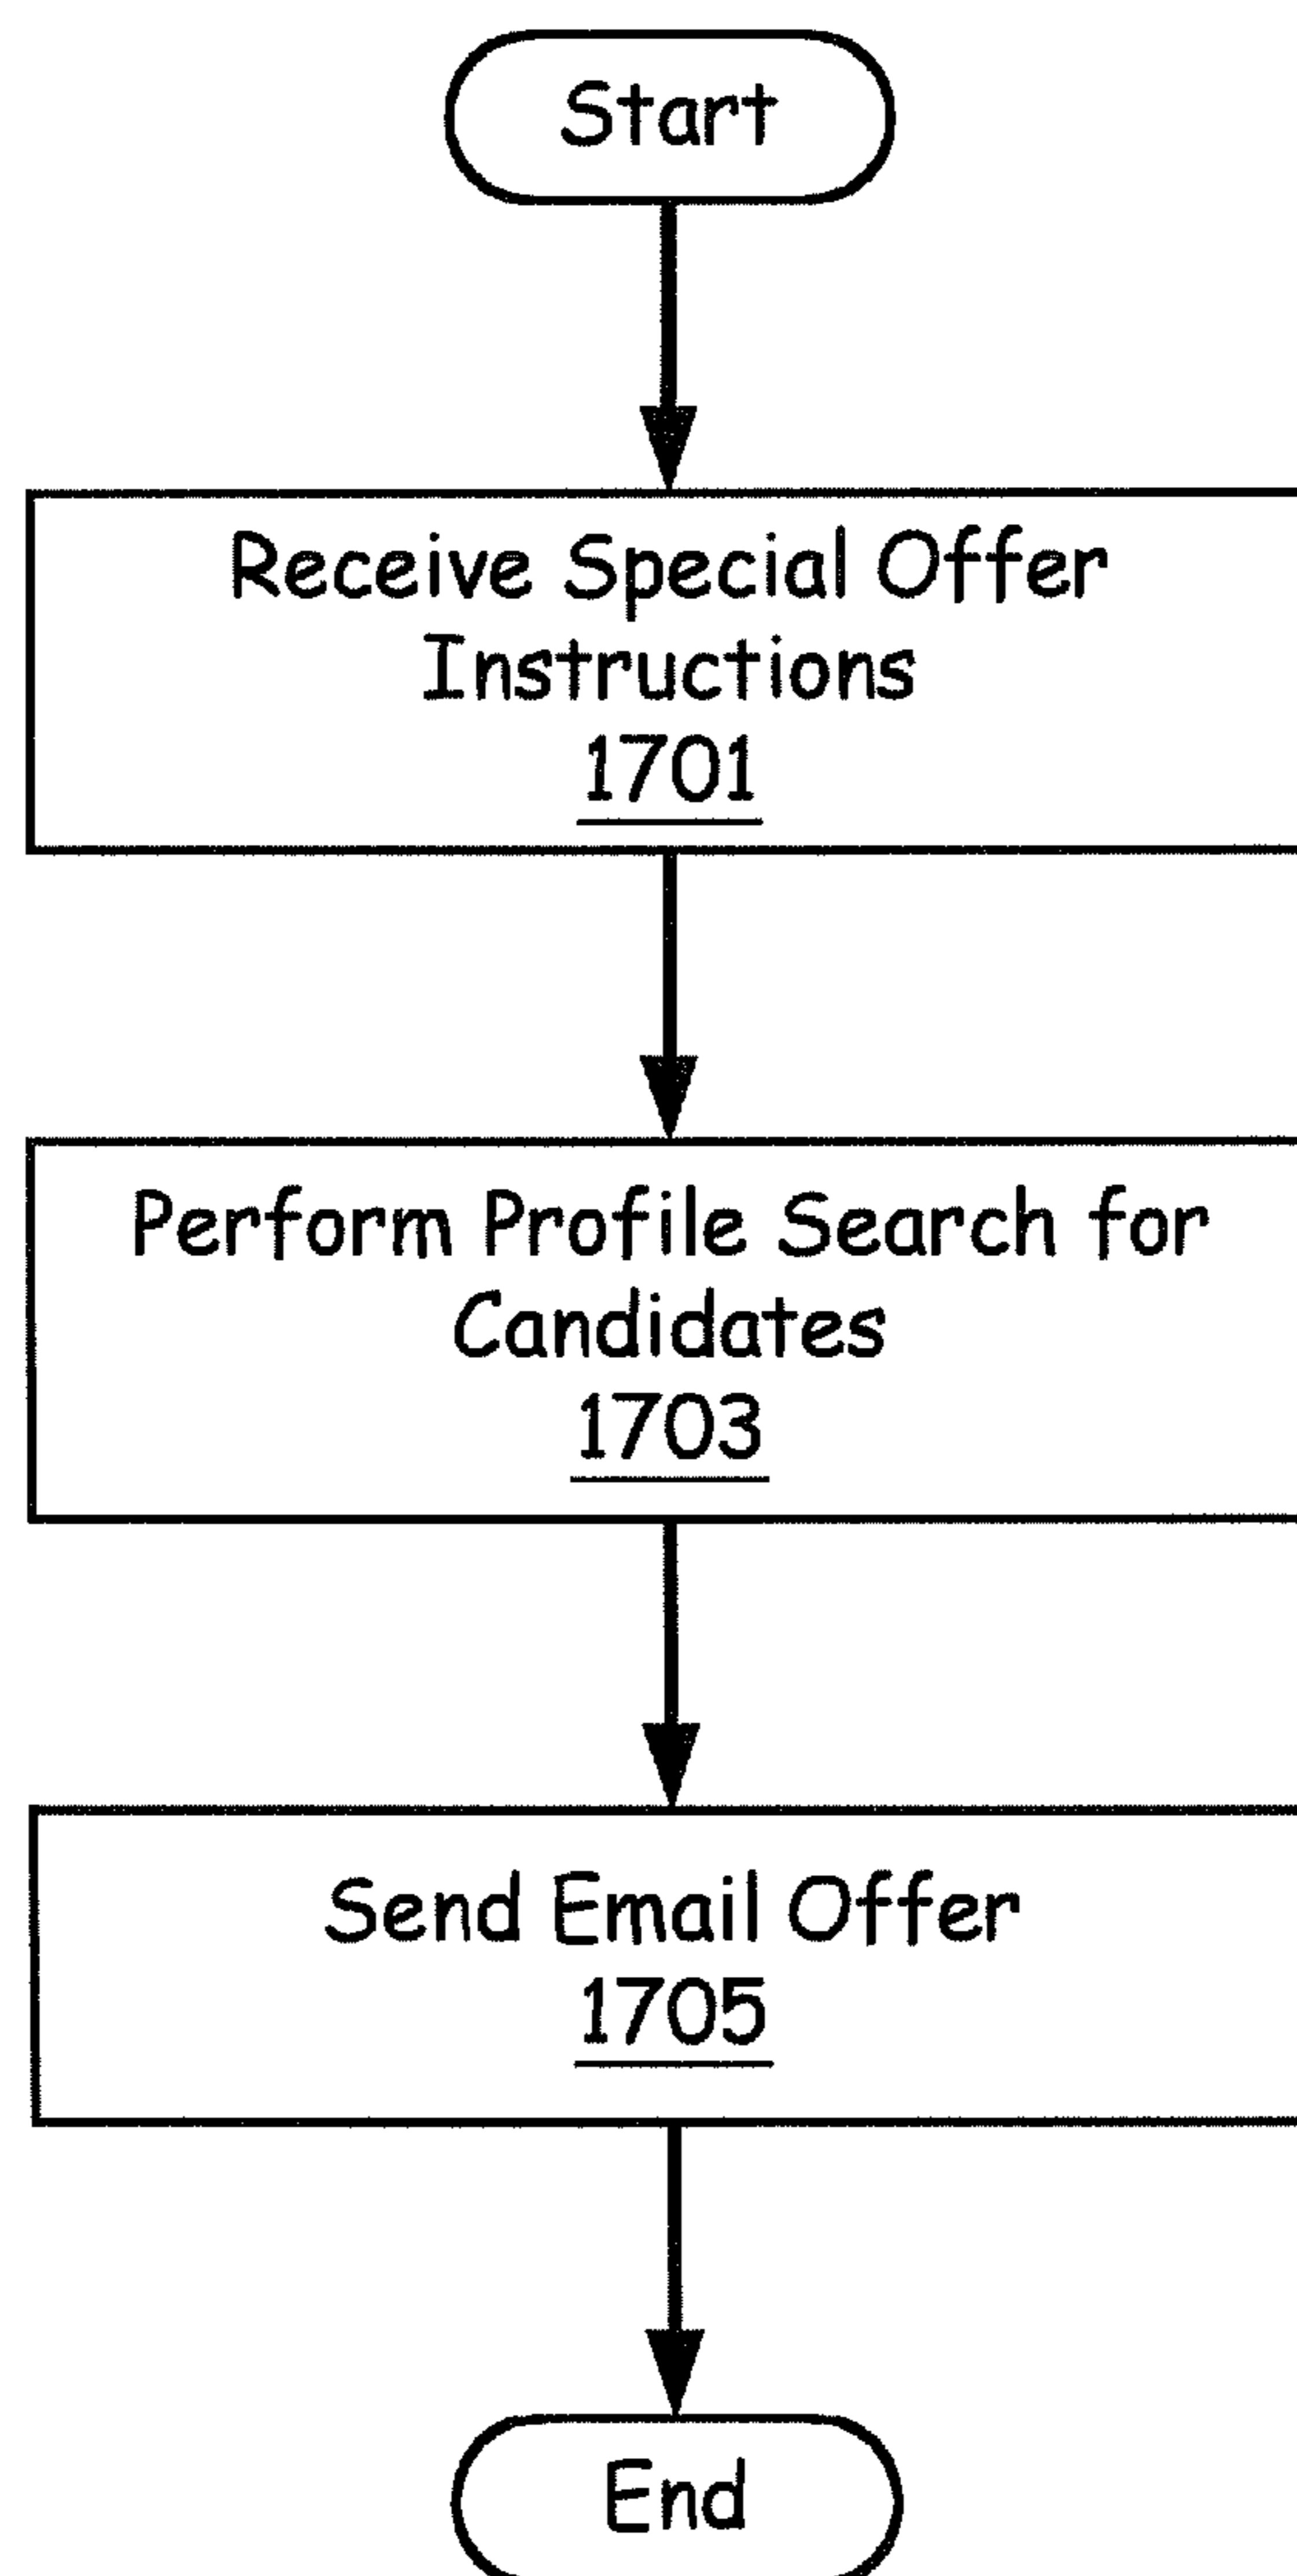 Start
Receive Special Offer
Instructions
1701
Perform Profile Search for
Candidates
1703
Send Email Offer
1705
End